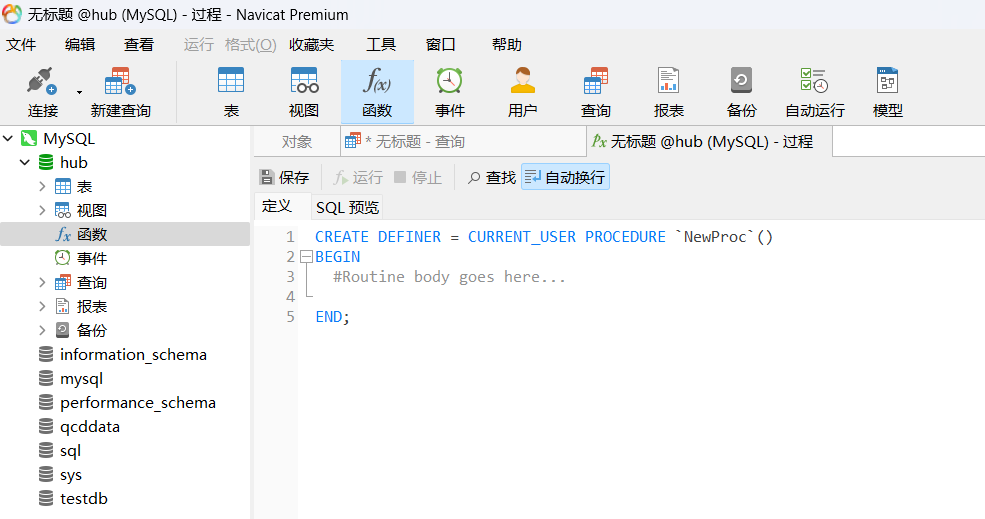 无标题 @hub (MySQL) - 过程 - Navicat Premium
文件 编辑 查看 运行 格式(O) 收藏夹 工具 窗口 帮助
连接 新建查询 表 视图 函数 事件 用户 查询 报表 备份 自动运行 模型
MySQL
hub
表
视图
函数
事件
查询
报表
备份
information_schema
mysql
performance_schema
qcddata
sql
sys
testdb
对象 * 无标题 - 查询 无标题 @hub (MySQL) - 过程
保存 运行 停止 查找 自动换行
定义 SQL 预览
1 CREATE DEFINER = CURRENT_USER PROCEDURE `NewProc`()
2 BEGIN
3 #Routine body goes here...
4
5 END;